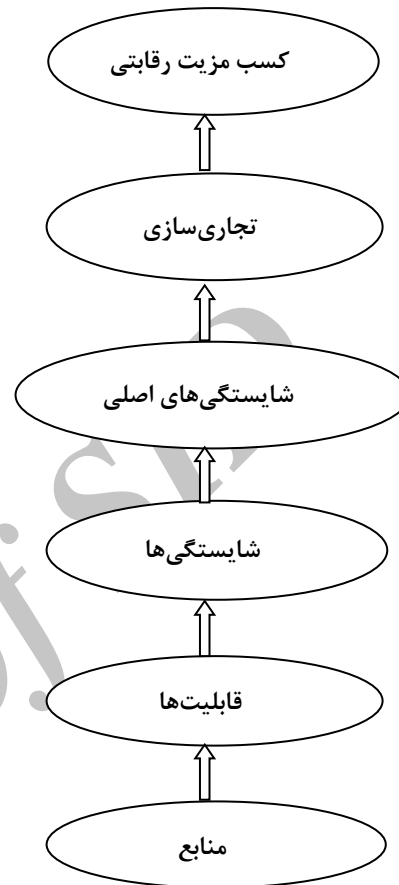 کسب مزیت رقابتی
تجاری‌سازی
شایستگی‌های اصلی
شایستگی‌ها
قابلیت‌ها
منابع